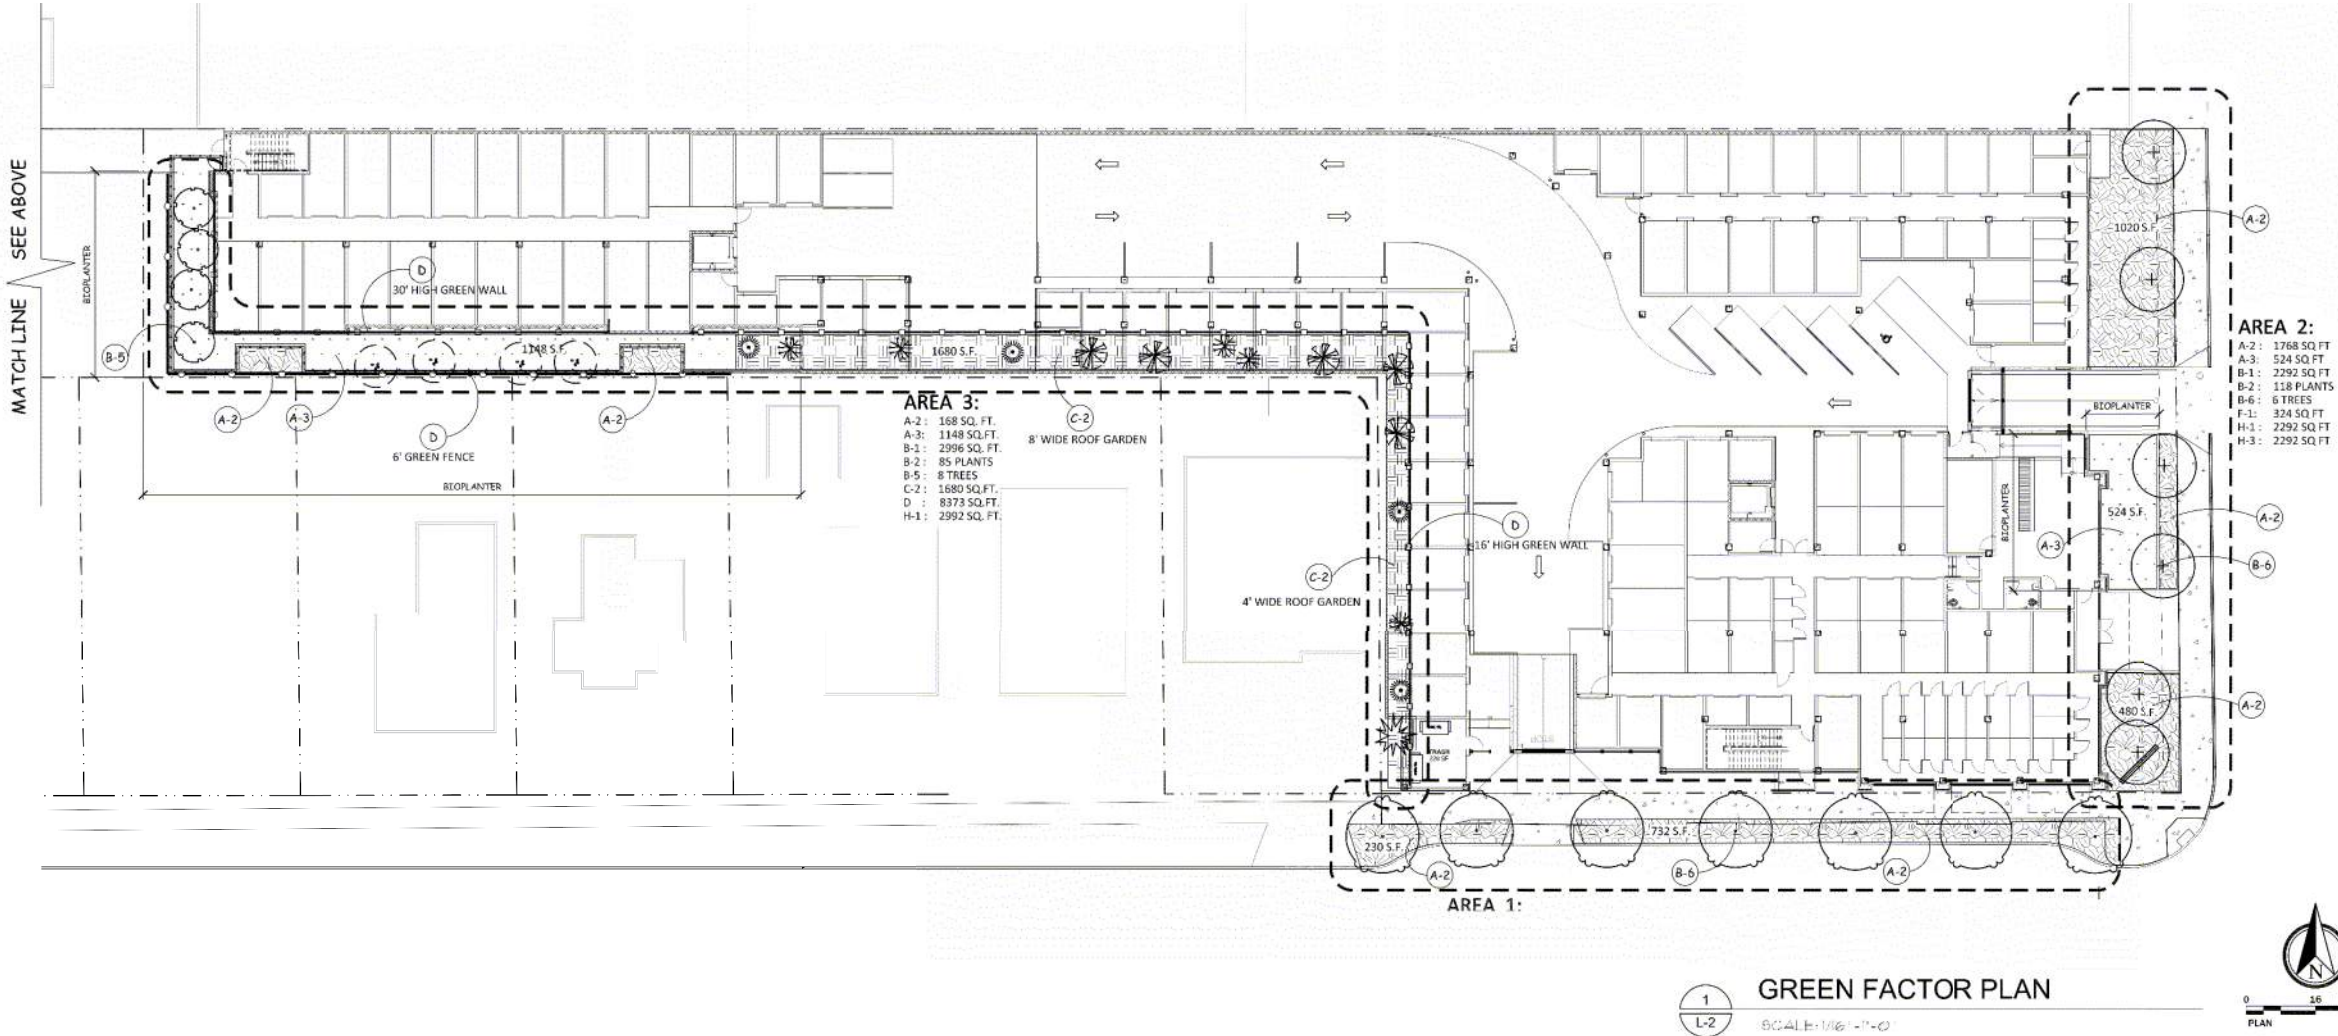 MATCH LINE SEE ABOVE
BIOPLANTER
B-5
D
30' HIGH GREEN WALL
1148 S.F.
1680 S.F.
A-2
A-3
A-2
D
6' GREEN FENCE
BIOPLANTER
AREA 3:
A-2 : 168 SQ. FT.
A-3: 1148 SQ.FT.
B-1 : 2996 SQ. FT.
B-2 : 85 PLANTS
B-5 : 8 TREES
C-2 : 1680 SQ.FT.
D : 8373 SQ.FT.
H-1 : 2992 SQ. FT.
C-2
8' WIDE ROOF GARDEN
D
16' HIGH GREEN WALL
C-2
4' WIDE ROOF GARDEN
TRASH
228 SF
1020 S.F.
A-2
AREA 2:
A-2 : 1768 SQ FT
A-3: 524 SQ FT
B-1 : 2292 SQ FT
B-2 : 118 PLANTS
B-6 : 6 TREES
F-1: 324 SQ FT
H-1 : 2292 SQ FT
H-3 : 2292 SQ FT
BIOPLANTER
BIOPLANTER
524 S.F.
A-2
A-3
B-6
480 S.F.
A-2
230 S.F.
732 S.F.
A-2
B-6
A-2
AREA 1:
1
L-2
GREEN FACTOR PLAN
N
0 16
PLAN